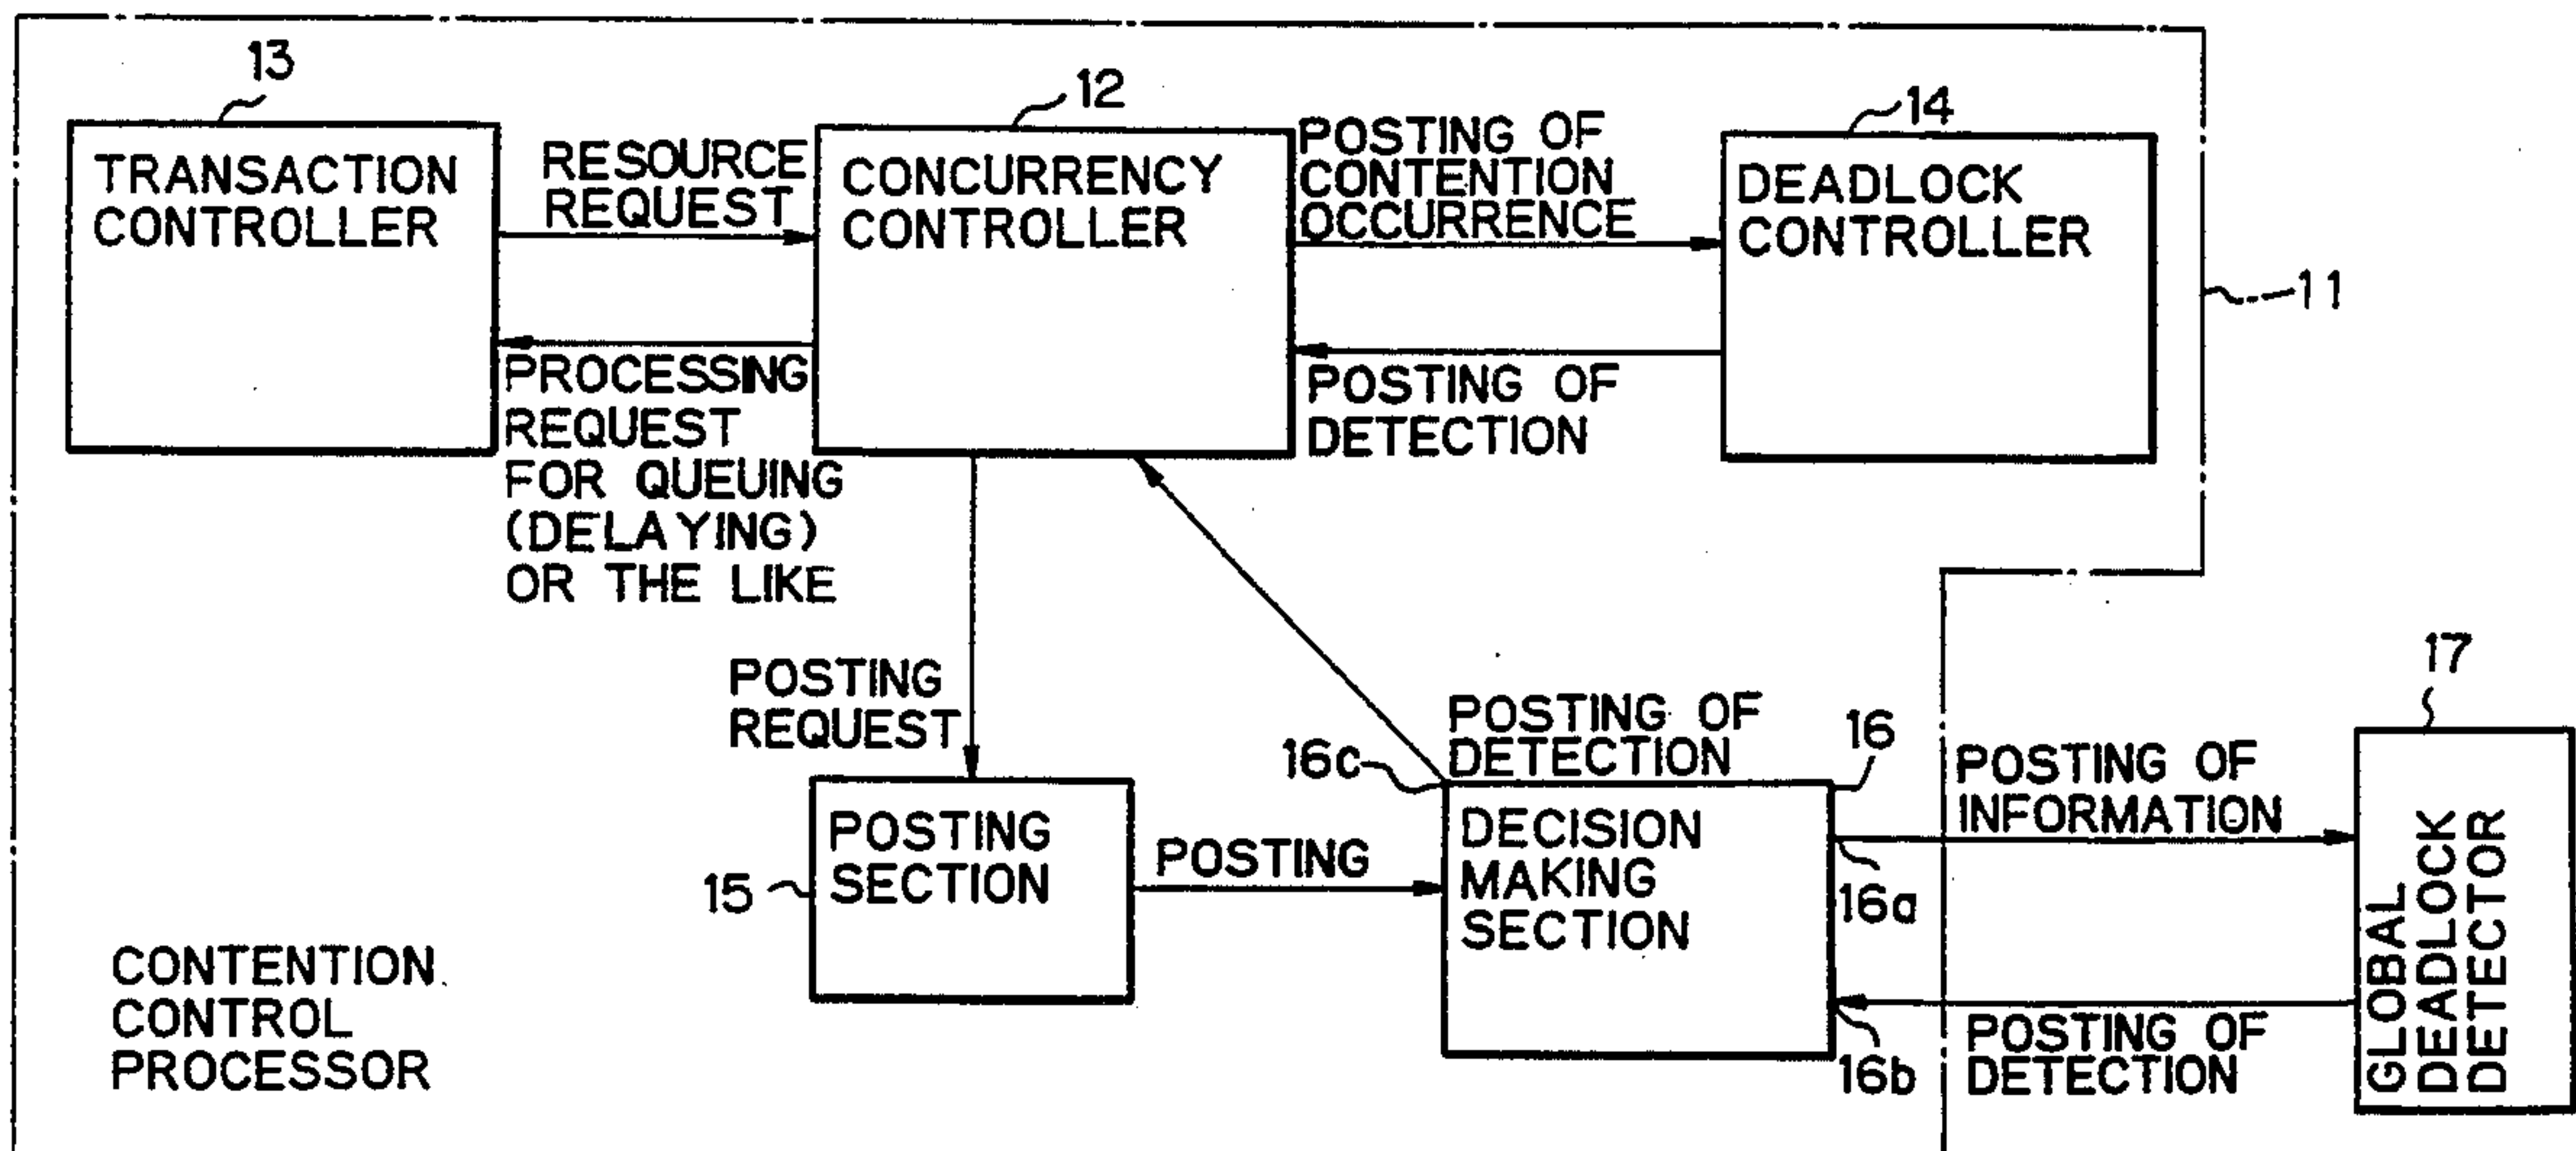 13
12
14
TRANSACTION
CONTROLLER
RESOURCE
REQUEST
CONCURRENCY
CONTROLLER
POSTING OF
CONTENTION
OCCURRENCE
DEADLOCK
CONTROLLER
11
PROCESSING
REQUEST
FOR QUEUING
(DELAYING)
OR THE LIKE
POSTING OF
DETECTION
POSTING
REQUEST
POSTING OF
DETECTION
16c
16
17
POSTING
SECTION
15
POSTING
DECISION
MAKING
SECTION
16a
16b
POSTING OF
INFORMATION
POSTING OF
DETECTION
GLOBAL
DEADLOCK
DETECTOR
CONTENTION
CONTROL
PROCESSOR